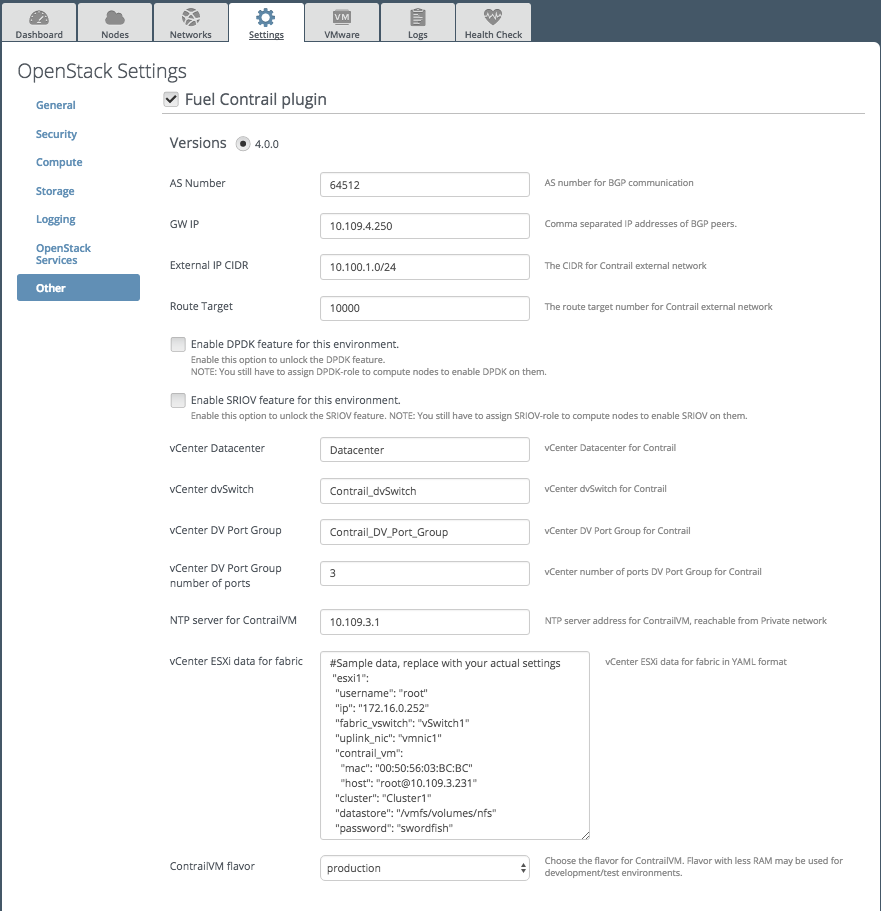 Dashboard
Nodes
Networks
Settings
VM
VMware
Logs
Health Check
OpenStack Settings
General
Security
Compute
Storage
Logging
OpenStack
Services
Other
Fuel Contrail plugin
Versions 4.0.0
AS Number 64512 AS number for BGP communication
GW IP 10.109.4.250 Comma separated IP addresses of BGP peers.
External IP CIDR 10.100.1.0/24 The CIDR for Contrail external network
Route Target 10000 The route target number for Contrail external network
Enable DPDK feature for this environment.
Enable this option to unlock the DPDK feature.
NOTE: You still have to assign DPDK-role to compute nodes to enable DPDK on them.
Enable SRIOV feature for this environment.
Enable this option to unlock the SRIOV feature. NOTE: You still have to assign SRIOV-role to compute nodes to enable SRIOV on them.
vCenter Datacenter Datacenter vCenter Datacenter for Contrail
vCenter dvSwitch Contrail_dvSwitch vCenter dvSwitch for Contrail
vCenter DV Port Group Contrail_DV_Port_Group vCenter DV Port Group for Contrail
vCenter DV Port Group
number of ports
3 vCenter number of ports DV Port Group for Contrail
NTP server for ContrailVM 10.109.3.1 NTP server address for ContrailVM, reachable from Private network
vCenter ESXi data for fabric
#Sample data, replace with your actual settings
"esxi1":
"username": "root"
"ip": "172.16.0.252"
"fabric_vswitch": "vSwitch1"
"uplink_nic": "vmnic1"
"contrail_vm":
"mac": "00:50:56:03:BC:BC"
"host": "root@10.109.3.231"
"cluster": "Cluster1"
"datastore": "/vmfs/volumes/nfs"
"password": "swordfish"
vCenter ESXi data for fabric in YAML format
ContrailVM flavor production
Choose the flavor for ContrailVM. Flavor with less RAM may be used for
development/test environments.